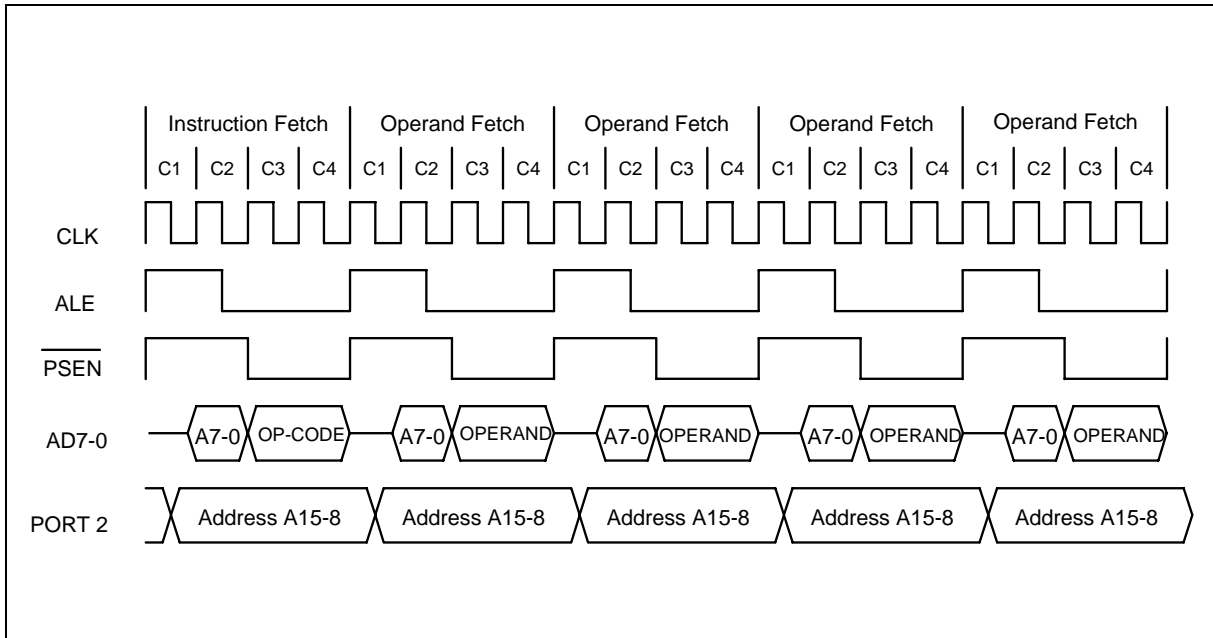 Instruction Fetch Operand Fetch Operand Fetch Operand Fetch Operand Fetch
C1 C2 C3 C4 C1 C2 C3 C4 C1 C2 C3 C4 C1 C2 C3 C4 C1 C2 C3 C4
CLK
ALE
PSEN
AD7-0 A7-0 OP-CODE A7-0 OPERAND A7-0 OPERAND A7-0 OPERAND A7-0 OPERAND
PORT 2 Address A15-8 Address A15-8 Address A15-8 Address A15-8 Address A15-8